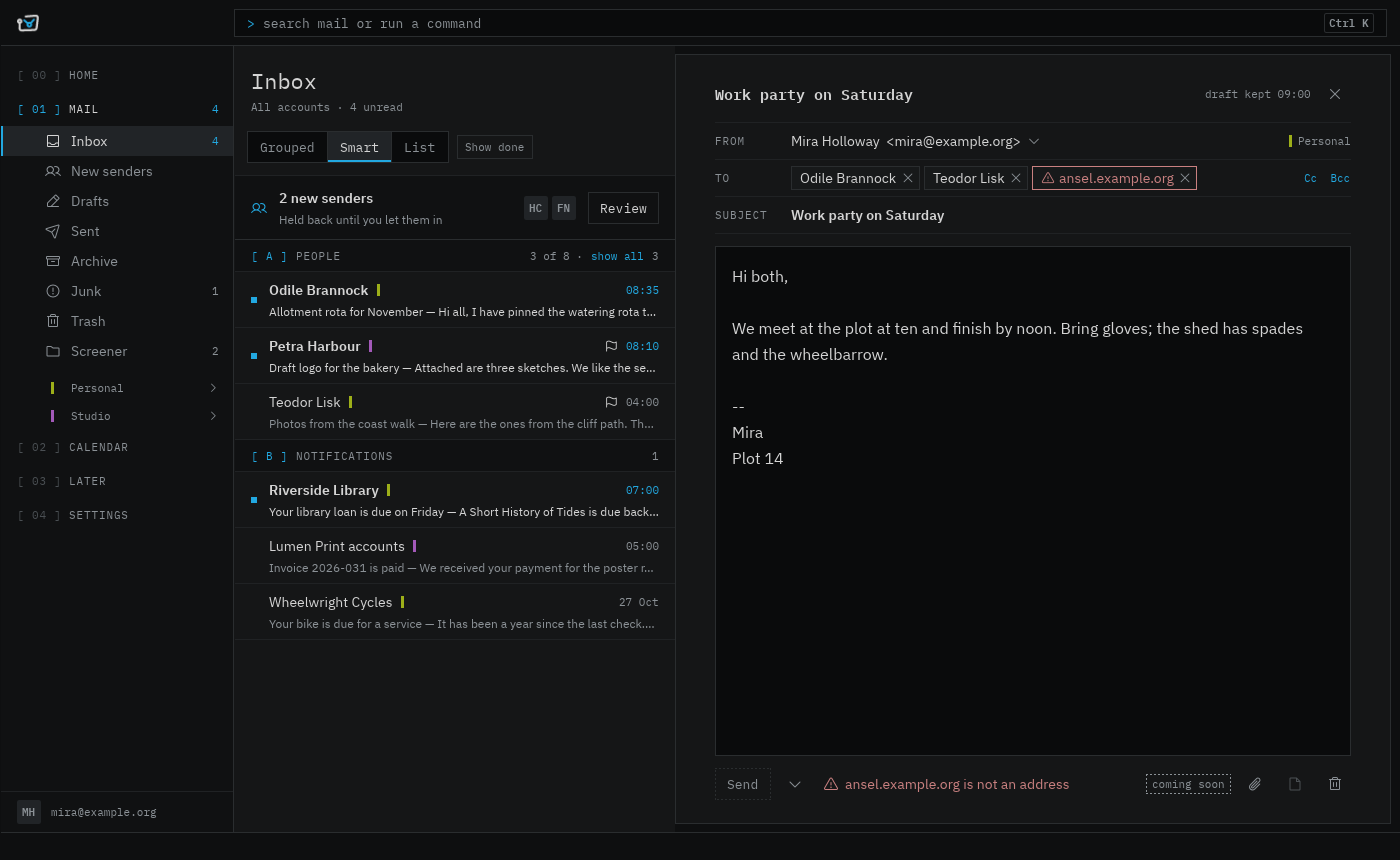 > search mail or run a command
Ctrl K
[ 00 ] HOME
[ 01 ] MAIL 4
Inbox 4
New senders
Drafts
Sent
Archive
Junk 1
Trash
Screener 2
Personal
Studio
[ 02 ] CALENDAR
[ 03 ] LATER
[ 04 ] SETTINGS
MH mira@example.org
Inbox
All accounts · 4 unread
Grouped Smart List Show done
2 new senders
Held back until you let them in
HC FN Review
[ A ] PEOPLE 3 of 8 · show all 3
Odile Brannock 08:35
Allotment rota for November — Hi all, I have pinned the watering rota t…
Petra Harbour 08:10
Draft logo for the bakery — Attached are three sketches. We like the se…
Teodor Lisk 04:00
Photos from the coast walk — Here are the ones from the cliff path. Th…
[ B ] NOTIFICATIONS 1
Riverside Library 07:00
Your library loan is due on Friday — A Short History of Tides is due back…
Lumen Print accounts 05:00
Invoice 2026-031 is paid — We received your payment for the poster r…
Wheelwright Cycles 27 Oct
Your bike is due for a service — It has been a year since the last check.…
Work party on Saturday draft kept 09:00
FROM Mira Holloway <mira@example.org> Personal
TO Odile Brannock Teodor Lisk ansel.example.org Cc Bcc
SUBJECT Work party on Saturday
Hi both,
We meet at the plot at ten and finish by noon. Bring gloves; the shed has spades
and the wheelbarrow.
--
Mira
Plot 14
Send ansel.example.org is not an address coming soon